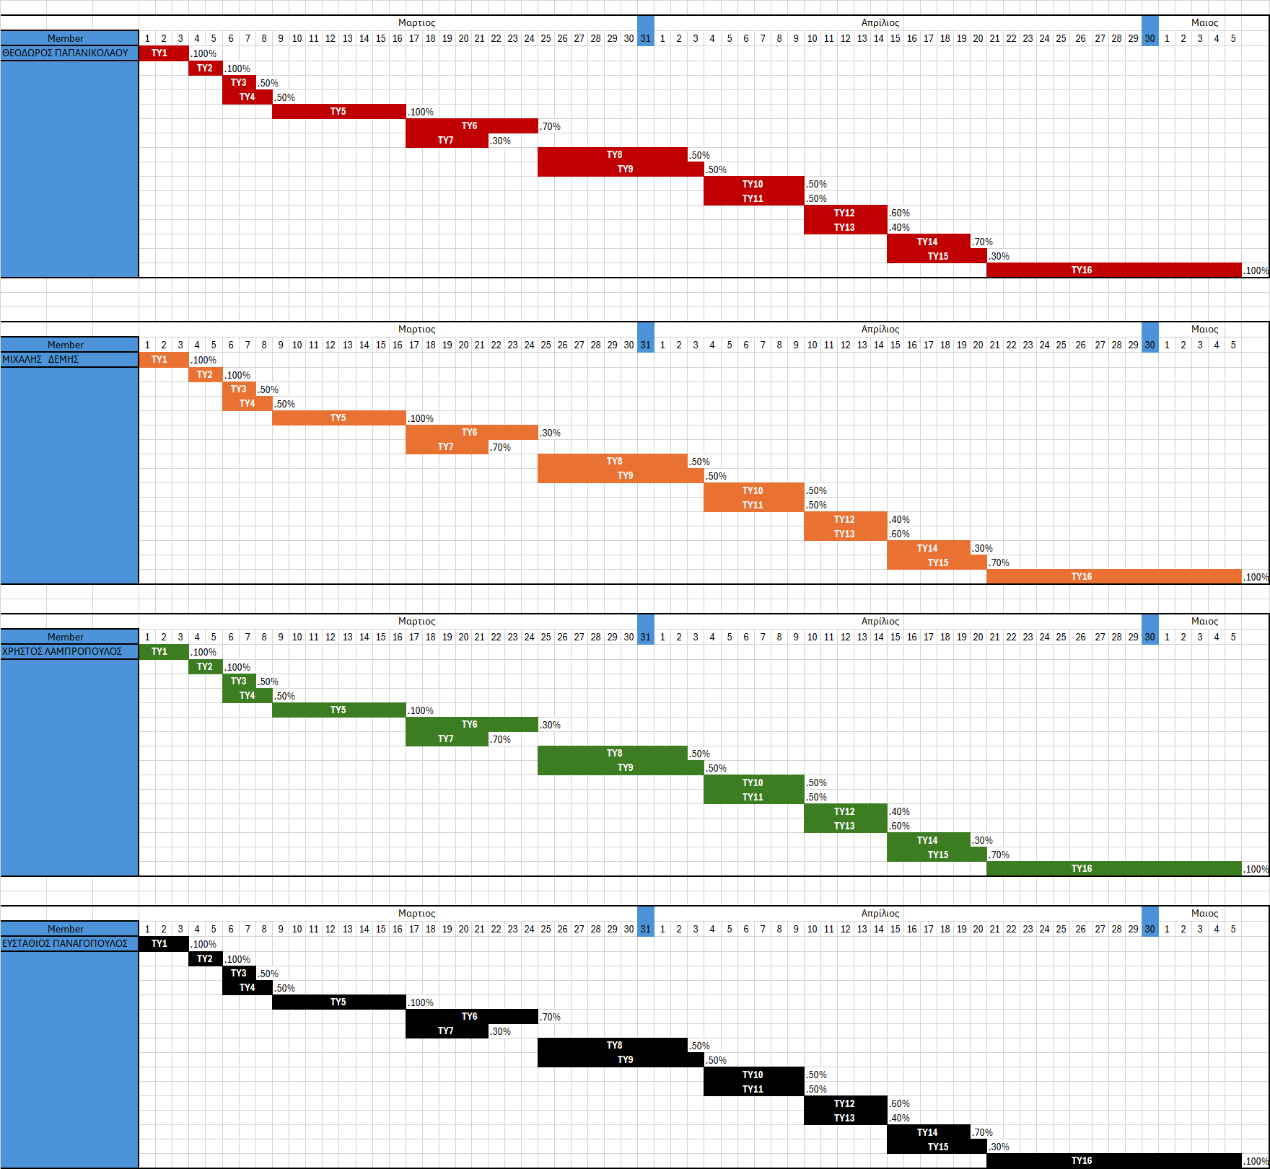 Μαρτιος Απρίλιος Μαιος
Member 1 2 3 4 5 6 7 8 9 10 11 12 13 14 15 16 17 18 19 20 21 22 23 24 25 26 27 28 29 30 31 1 2 3 4 5 6 7 8 9 10 11 12 13 14 15 16 17 18 19 20 21 22 23 24 25 26 27 28 29 30 1 2 3 4 5
ΘΕΟΔΩΡΟΣ ΠΑΠΑΝΙΚΟΛΑΟΥ TY1 .100%
TY2 .100%
TY3 .50%
TY4 .50%
TY5 .100%
TY6 .70%
TY7 .30%
TY8 .50%
TY9 .50%
TY10 .50%
TY11 .50%
TY12 .60%
TY13 .40%
TY14 .70%
TY15 .30%
TY16 .100%
Μαρτιος Απρίλιος Μαιος
Member 1 2 3 4 5 6 7 8 9 10 11 12 13 14 15 16 17 18 19 20 21 22 23 24 25 26 27 28 29 30 31 1 2 3 4 5 6 7 8 9 10 11 12 13 14 15 16 17 18 19 20 21 22 23 24 25 26 27 28 29 30 1 2 3 4 5
ΜΙΧΑΛΗΣ ΔΕΜΗΣ TY1 .100%
TY2 .100%
TY3 .50%
TY4 .50%
TY5 .100%
TY6 .30%
TY7 .70%
TY8 .50%
TY9 .50%
TY10 .50%
TY11 .50%
TY12 .40%
TY13 .60%
TY14 .30%
TY15 .70%
TY16 .100%
Μαρτιος Απρίλιος Μαιος
Member 1 2 3 4 5 6 7 8 9 10 11 12 13 14 15 16 17 18 19 20 21 22 23 24 25 26 27 28 29 30 31 1 2 3 4 5 6 7 8 9 10 11 12 13 14 15 16 17 18 19 20 21 22 23 24 25 26 27 28 29 30 1 2 3 4 5
ΧΡΗΣΤΟΣ ΛΑΜΠΡΟΠΟΥΛΟΣ TY1 .100%
TY2 .100%
TY3 .50%
TY4 .50%
TY5 .100%
TY6 .30%
TY7 .70%
TY8 .50%
TY9 .50%
TY10 .50%
TY11 .50%
TY12 .40%
TY13 .60%
TY14 .30%
TY15 .70%
TY16 .100%
Μαρτιος Απρίλιος Μαιος
Member 1 2 3 4 5 6 7 8 9 10 11 12 13 14 15 16 17 18 19 20 21 22 23 24 25 26 27 28 29 30 31 1 2 3 4 5 6 7 8 9 10 11 12 13 14 15 16 17 18 19 20 21 22 23 24 25 26 27 28 29 30 1 2 3 4 5
ΕΥΣΤΑΘΙΟΣ ΠΑΝΑΓΟΠΟΥΛΟΣ TY1 .100%
TY2 .100%
TY3 .50%
TY4 .50%
TY5 .100%
TY6 .70%
TY7 .30%
TY8 .50%
TY9 .50%
TY10 .50%
TY11 .50%
TY12 .60%
TY13 .40%
TY14 .70%
TY15 .30%
TY16 .100%